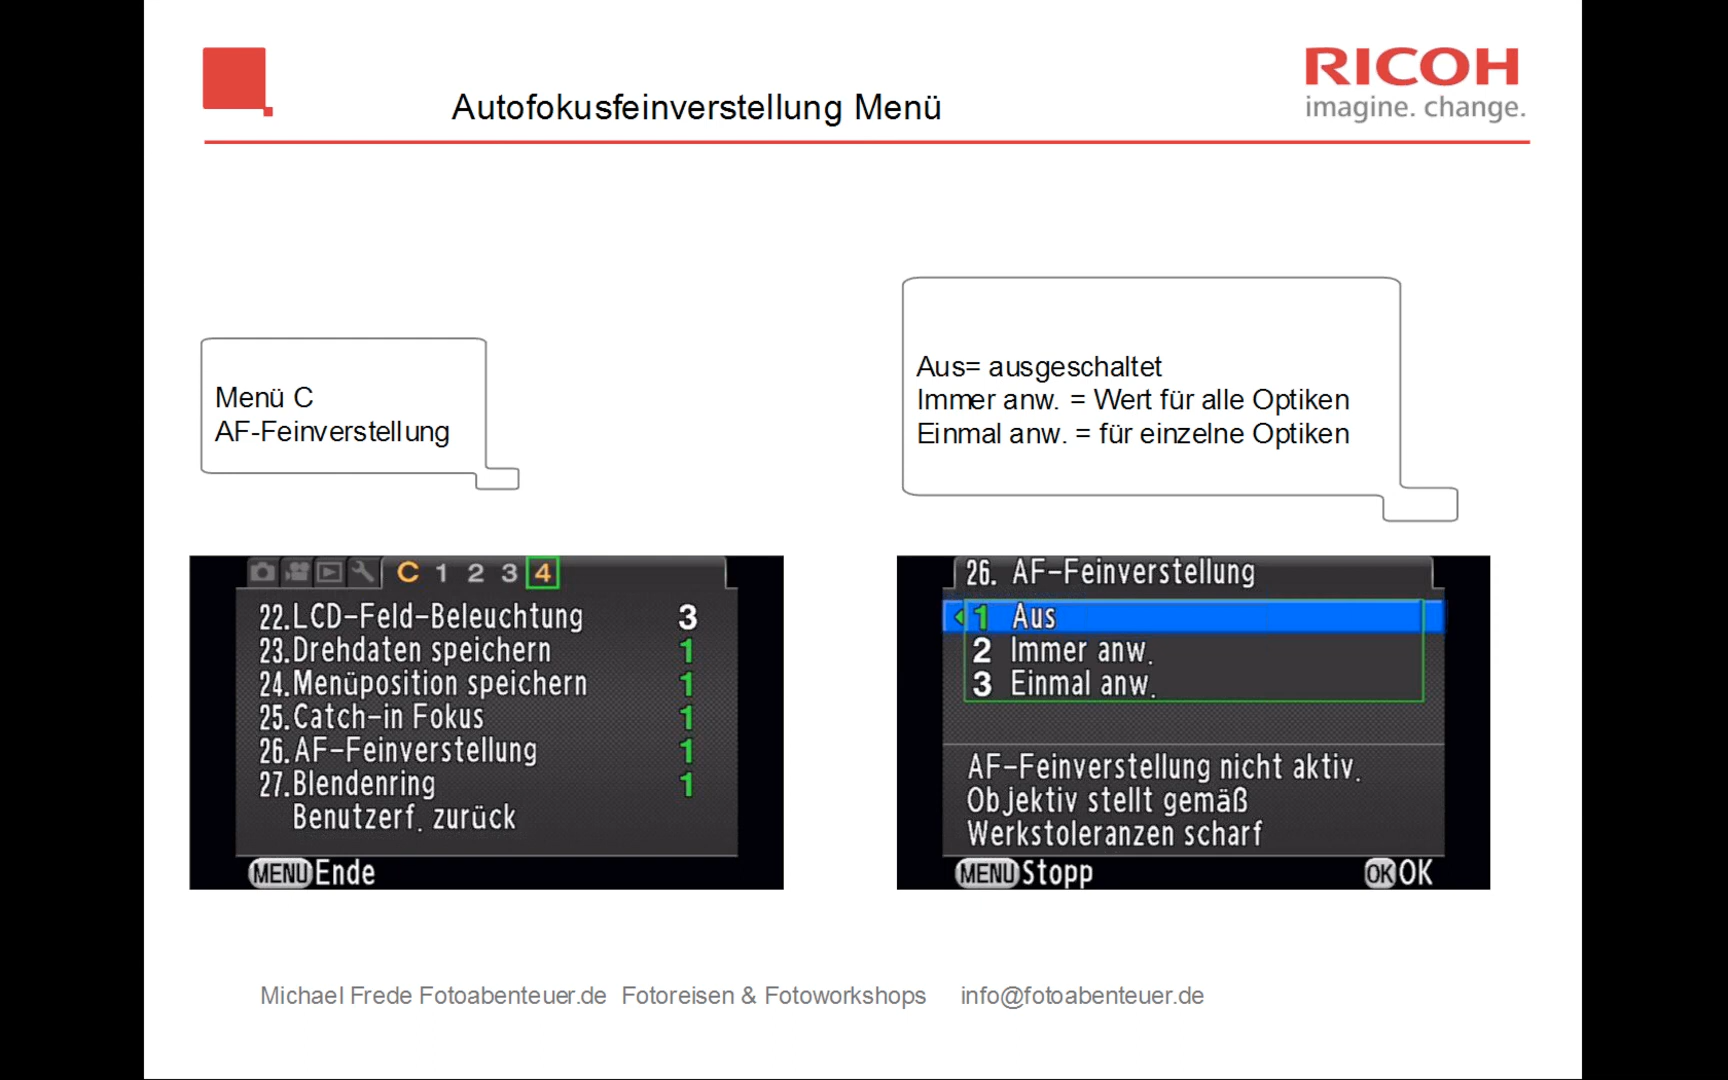 RICOH
imagine. change.
Autofokusfeinverstellung Menü
Menü C
AF-Feinverstellung
Aus= ausgeschaltet
Immer anw. = Wert für alle Optiken
Einmal anw. = für einzelne Optiken
C 1 2 3 4
22.LCD-Feld-Beleuchtung 3
23.Drehdaten speichern 1
24.Menüposition speichern 1
25.Catch-in Fokus 1
26.AF-Feinverstellung 1
27.Blendenring 1
Benutzerf. zurück
MENU Ende
26. AF-Feinverstellung
1 Aus
2 Immer anw.
3 Einmal anw.
AF-Feinverstellung nicht aktiv.
Objektiv stellt gemäß
Werkstoleranzen scharf
MENU Stopp OK OK
Michael Frede Fotoabenteuer.de Fotoreisen & Fotoworkshops info@fotoabenteuer.de